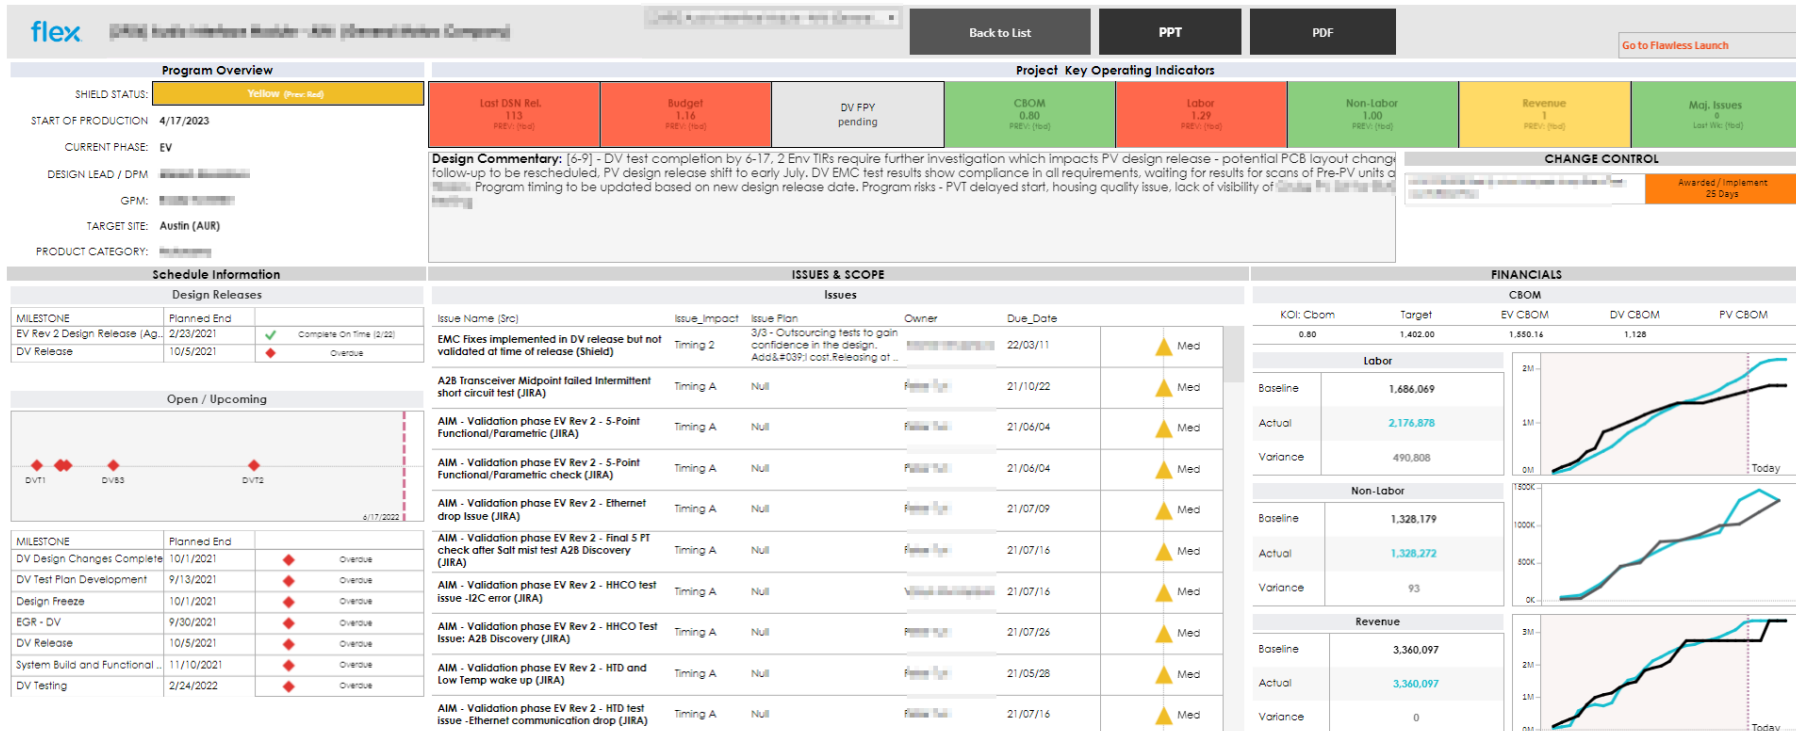 flex
Back to List
PPT
PDF
Go to Flawless Launch
Program Overview
SHIELD STATUS: Yellow (Prev: Red)
START OF PRODUCTION 4/17/2023
CURRENT PHASE: EV
DESIGN LEAD / DPM
GPM:
TARGET SITE: Austin (AUR)
PRODUCT CATEGORY:
Project Key Operating Indicators
Last DSN Rel.
113
PREV: (tbd)
Budget
1.16
PREV: (tbd)
DV FPY
pending
CBOM
0.80
PREV: (tbd)
Labor
1.29
PREV: (tbd)
Non-Labor
1.00
PREV: (tbd)
Revenue
1
PREV: (tbd)
Maj. Issues
0
Last Wk: (tbd)
Design Commentary: [6-9] - DV test completion by 6-17, 2 Env TIRs require further investigation which impacts PV design release - potential PCB layout change
follow-up to be rescheduled, PV design release shift to early July. DV EMC test results show compliance in all requirements, waiting for results for scans of Pre-PV units a
Program timing to be updated based on new design release date. Program risks - PVT delayed start, housing quality issue, lack of visibility of
testing
CHANGE CONTROL
Awarded / Implement
25 Days
Schedule Information
Design Releases
MILESTONE Planned End
EV Rev 2 Design Release (Ag.. 2/23/2021 Complete On Time (2/22)
DV Release 10/5/2021 Overdue
Open / Upcoming
DVT1 DVB3 DVT2
6/17/2022
MILESTONE Planned End
DV Design Changes Complete 10/1/2021 Overdue
DV Test Plan Development 9/13/2021 Overdue
Design Freeze 10/1/2021 Overdue
EGR - DV 9/30/2021 Overdue
DV Release 10/5/2021 Overdue
System Build and Functional .. 11/10/2021 Overdue
DV Testing 2/24/2022 Overdue
ISSUES & SCOPE
Issues
Issue Name (Src) Issue_Impact Issue Plan Owner Due_Date
EMC Fixes implemented in DV release but not
validated at time of release (Shield)
Timing 2
3/3 - Outsourcing tests to gain
confidence in the design.
Add&#039;l cost.Releasing at ..
22/03/11 Med
A2B Transceiver Midpoint failed Intermittent
short circuit test (JIRA)
Timing A Null 21/10/22 Med
AIM - Validation phase EV Rev 2 - 5-Point
Functional/Parametric (JIRA)
Timing A Null 21/06/04 Med
AIM - Validation phase EV Rev 2 - 5-Point
Functional/Parametric check (JIRA)
Timing A Null 21/06/04 Med
AIM - Validation phase EV Rev 2 - Ethernet
drop Issue (JIRA)
Timing A Null 21/07/09 Med
AIM - Validation phase EV Rev 2 - Final 5 PT
check after Salt mist test A2B Discovery
(JIRA)
Timing A Null 21/07/16 Med
AIM - Validation phase EV Rev 2 - HHCO test
issue -I2C error (JIRA)
Timing A Null 21/07/16 Med
AIM - Validation phase EV Rev 2 - HHCO Test
Issue: A2B Discovery (JIRA)
Timing A Null 21/07/26 Med
AIM - Validation phase EV Rev 2 - HTD and
Low Temp wake up (JIRA)
Timing A Null 21/05/28 Med
AIM - Validation phase EV Rev 2 - HTD test
issue -Ethernet communication drop (JIRA)
Timing A Null 21/07/16 Med
FINANCIALS
CBOM
KOI: Cbom Target EV CBOM DV CBOM PV CBOM
0.80 1,402.00 1,550.16 1,128
Labor
Baseline 1,686,069
Actual 2,176,878
Variance 490,808
2M
1M
0M
Today
Non-Labor
Baseline 1,328,179
Actual 1,328,272
Variance 93
1500K
1000K
500K
0K
Revenue
Baseline 3,360,097
Actual 3,360,097
Variance 0
3M
2M
1M
0M
Today